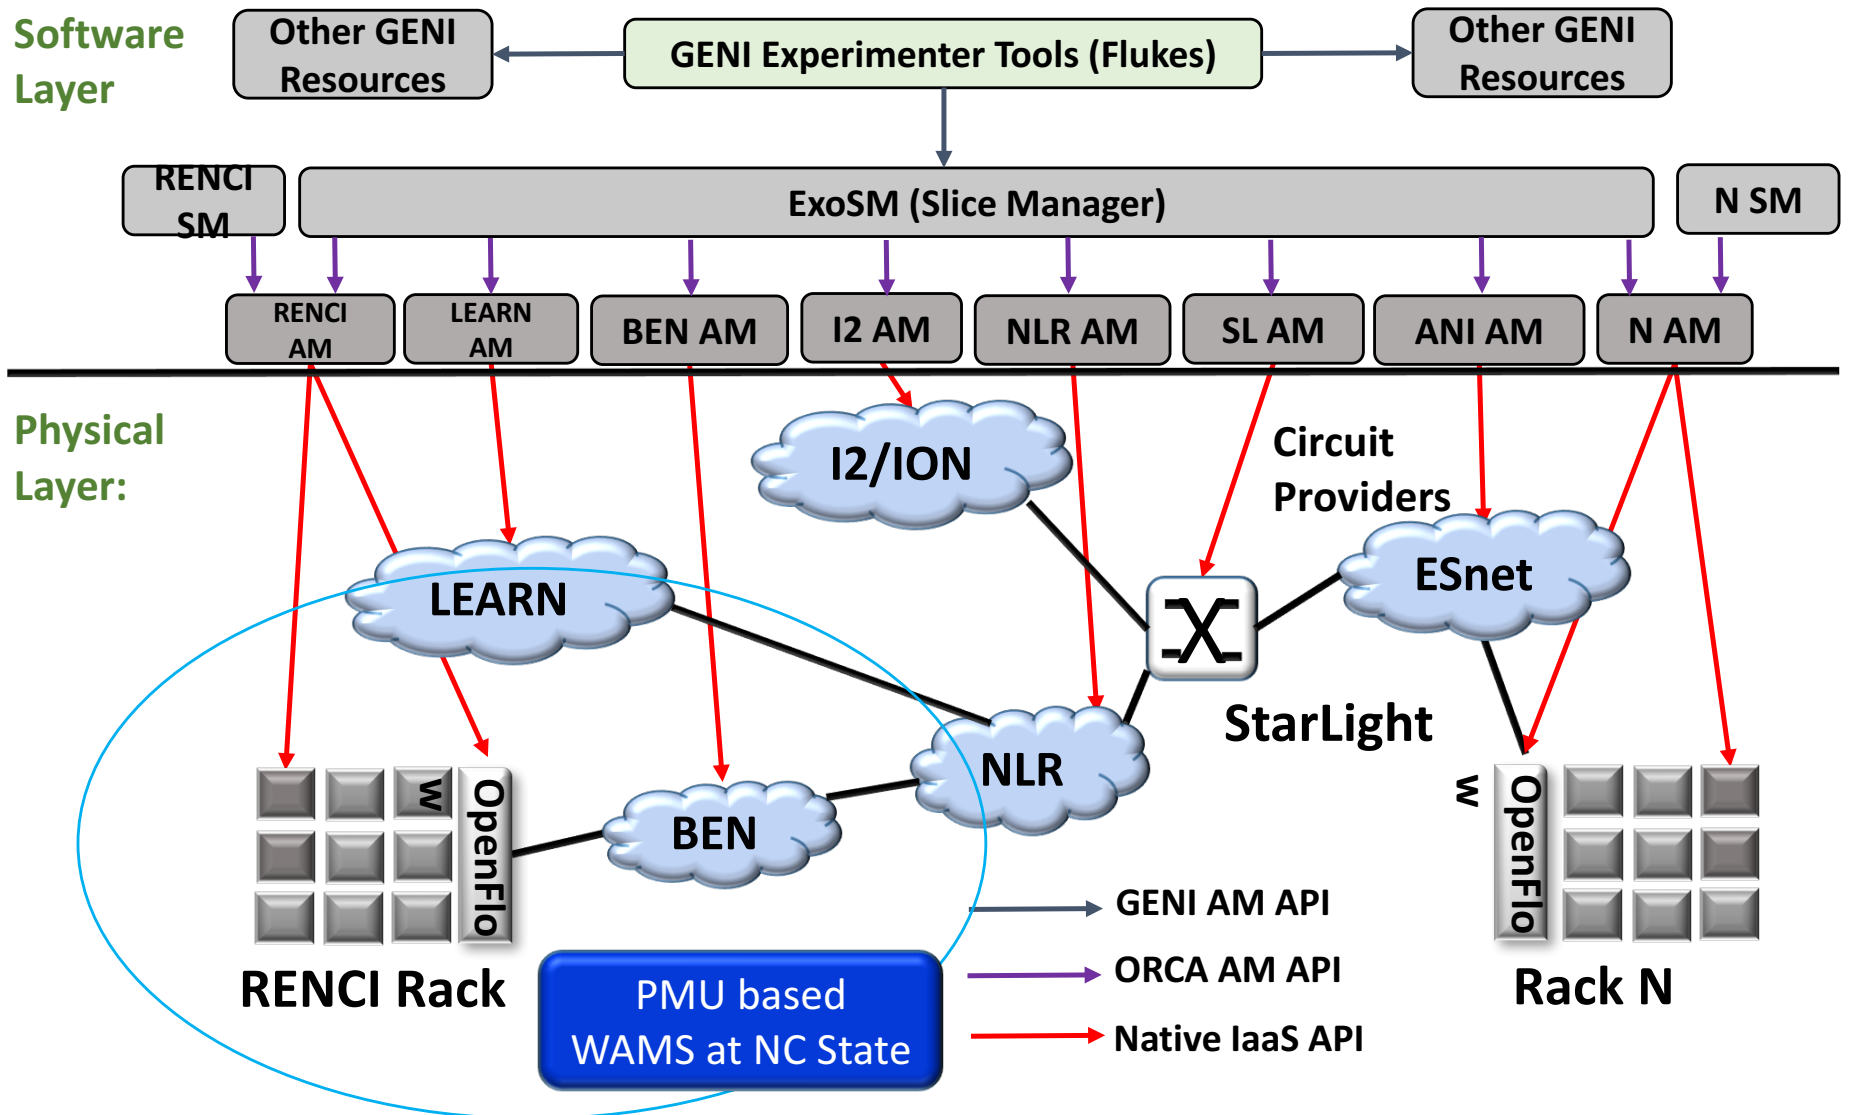 Software
Layer
Other GENI
Resources
GENI Experimenter Tools (Flukes)
Other GENI
Resources
RENCI
SM
ExoSM (Slice Manager)
N SM
RENCI
AM
LEARN
AM
BEN AM
I2 AM
NLR AM
SL AM
ANI AM
N AM
Physical
Layer:
I2/ION
Circuit
Providers
LEARN
ESnet
StarLight
NLR
BEN
OpenFlo
w
OpenFlo
w
RENCI Rack
Rack N
PMU based
WAMS at NC State
GENI AM API
ORCA AM API
Native IaaS API